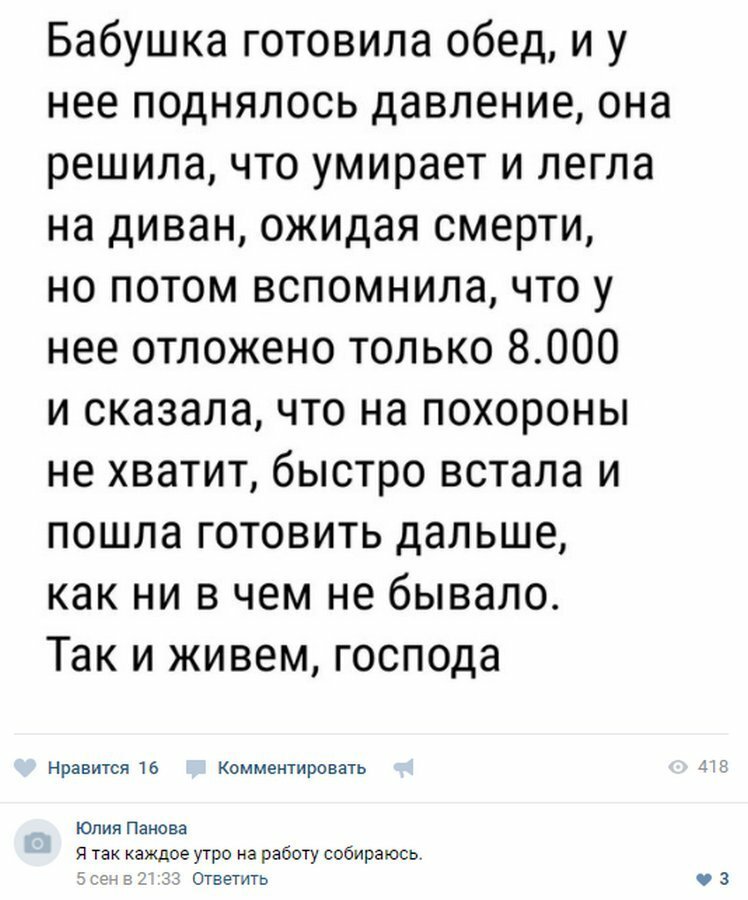 Бабушка готовила обед, и у
нее поднялось давление, она
решила, что умирает и легла
на диван, ожидая смерти,
но потом вспомнила, что у
нее отложено только 8.000
и сказала, что на похороны
не хватит, быстро встала и
пошла готовить дальше,
как ни в чем не бывало.
Так и живем, господа
Нравится 16 Комментировать 418
Юлия Панова
Я так каждое утро на работу собираюсь.
5 сен в 21:33 Ответить 3